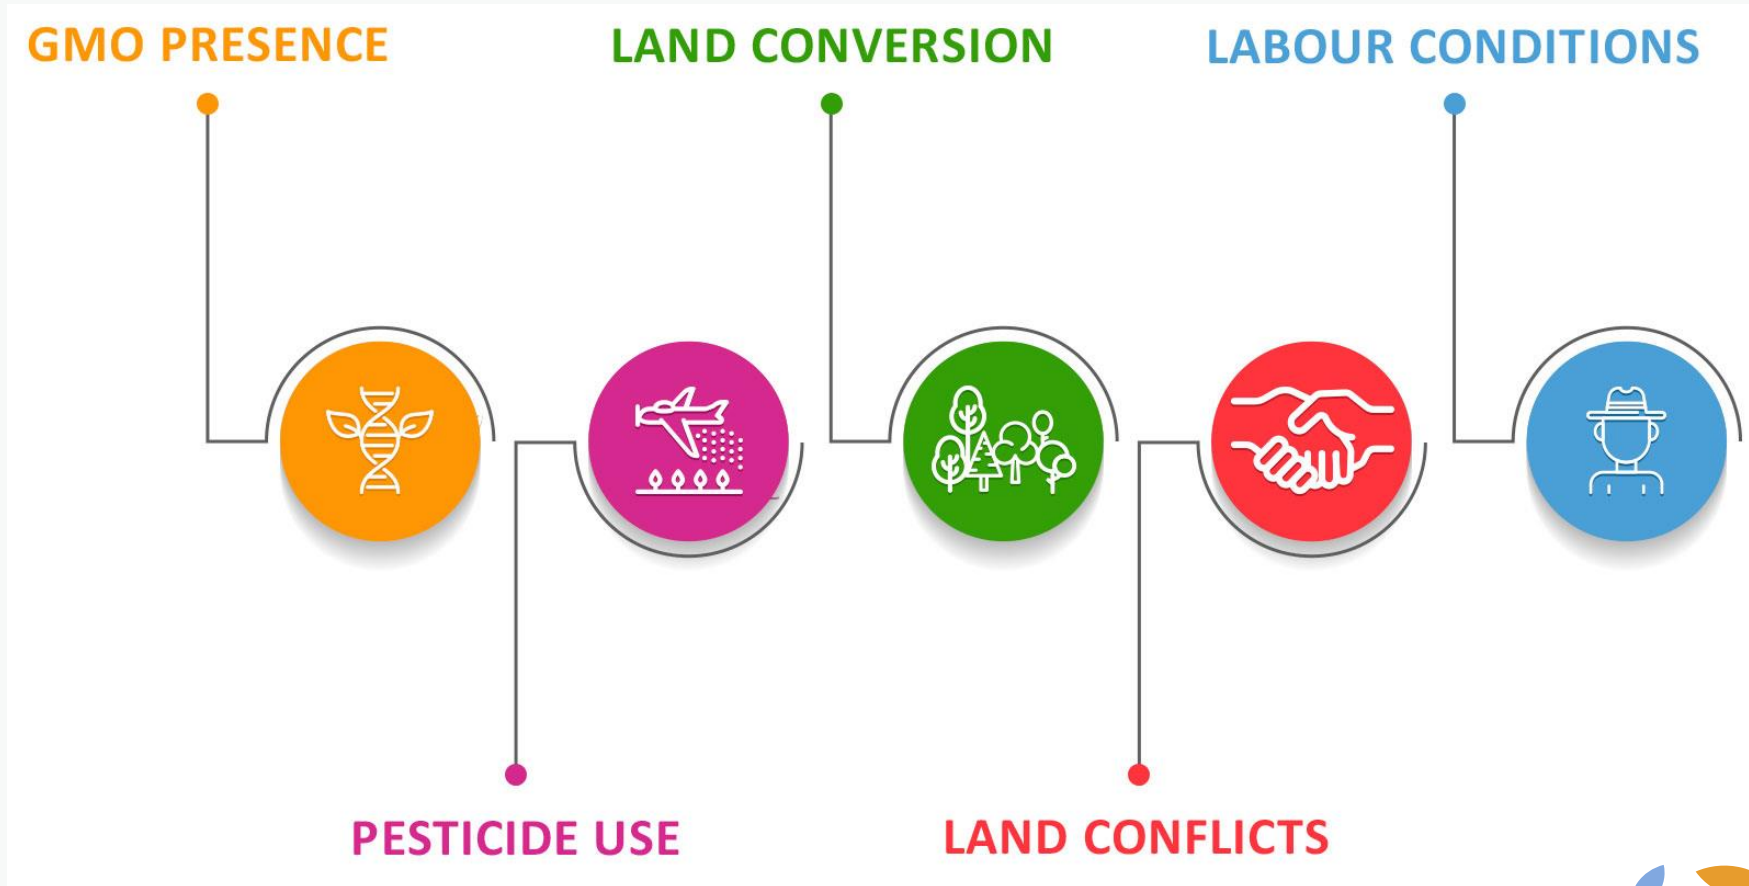 GMO PRESENCE
LAND CONVERSION
LABOUR CONDITIONS
PESTICIDE USE
LAND CONFLICTS